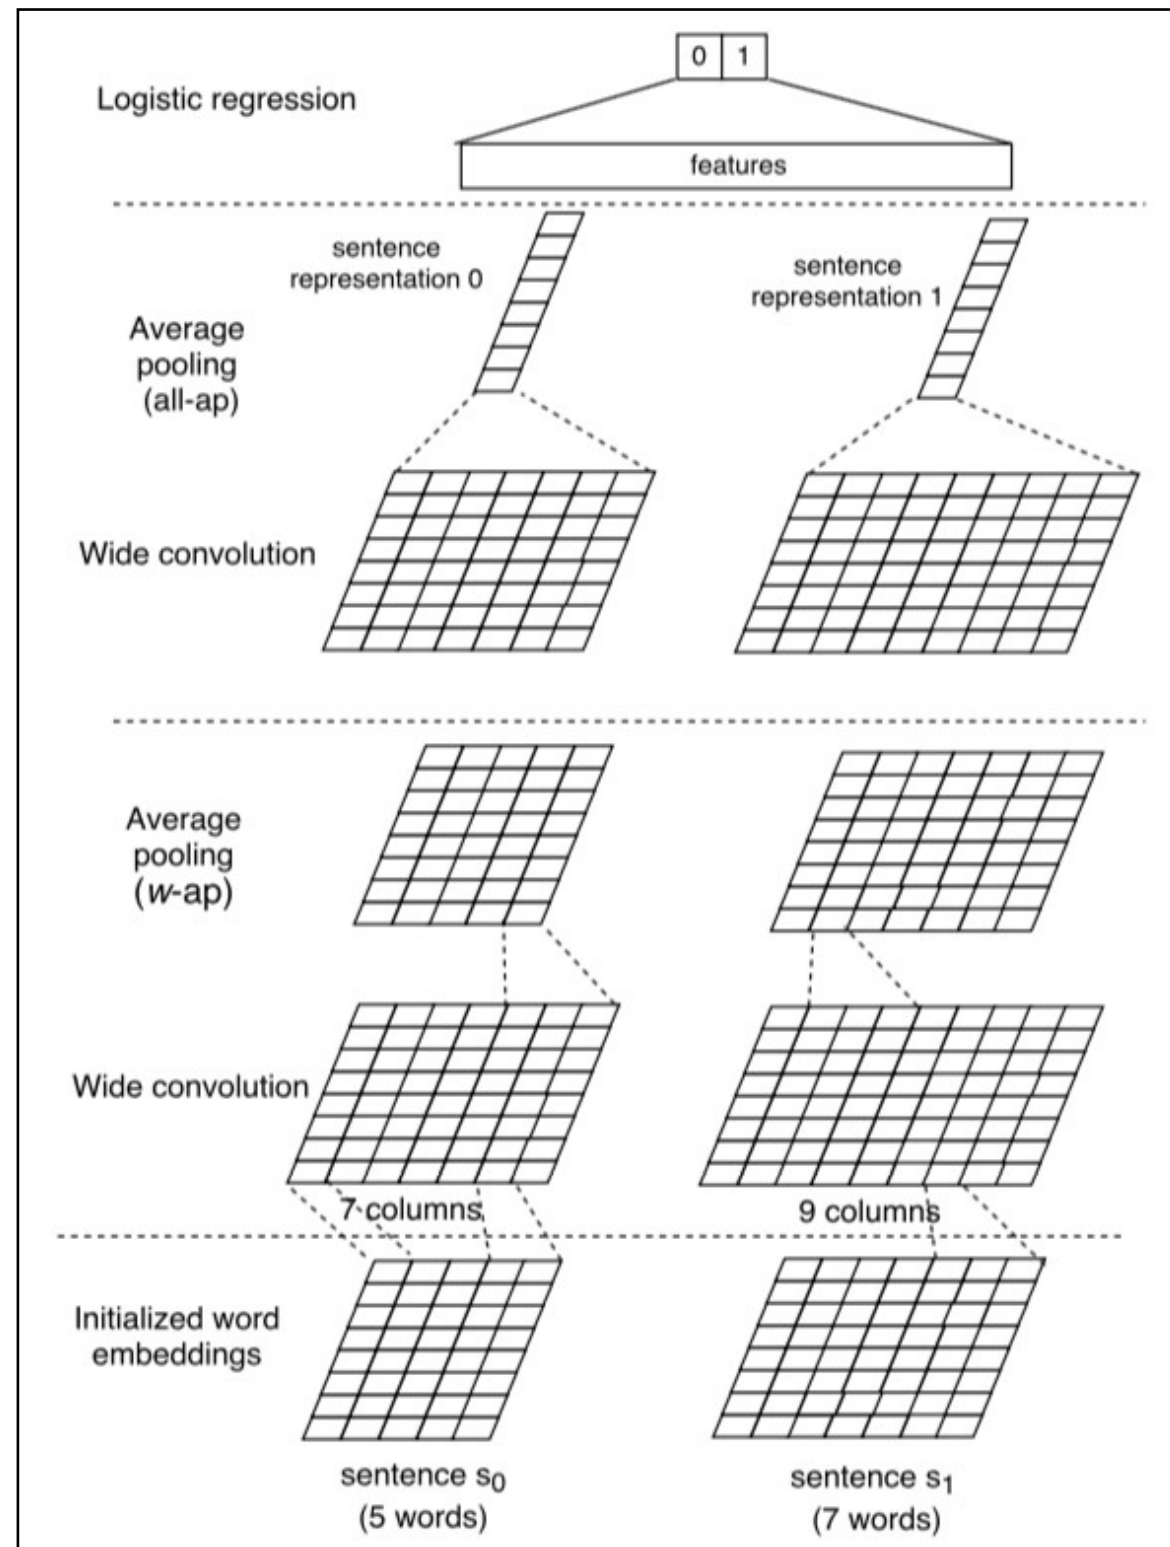 0 1
Logistic regression
features
sentence
representation 0
sentence
representation 1
Average
pooling
(all-ap)
Wide convolution
Average
pooling
(w-ap)
Wide convolution
7 columns
9 columns
Initialized word
embeddings
sentence s0
(5 words)
sentence s1
(7 words)